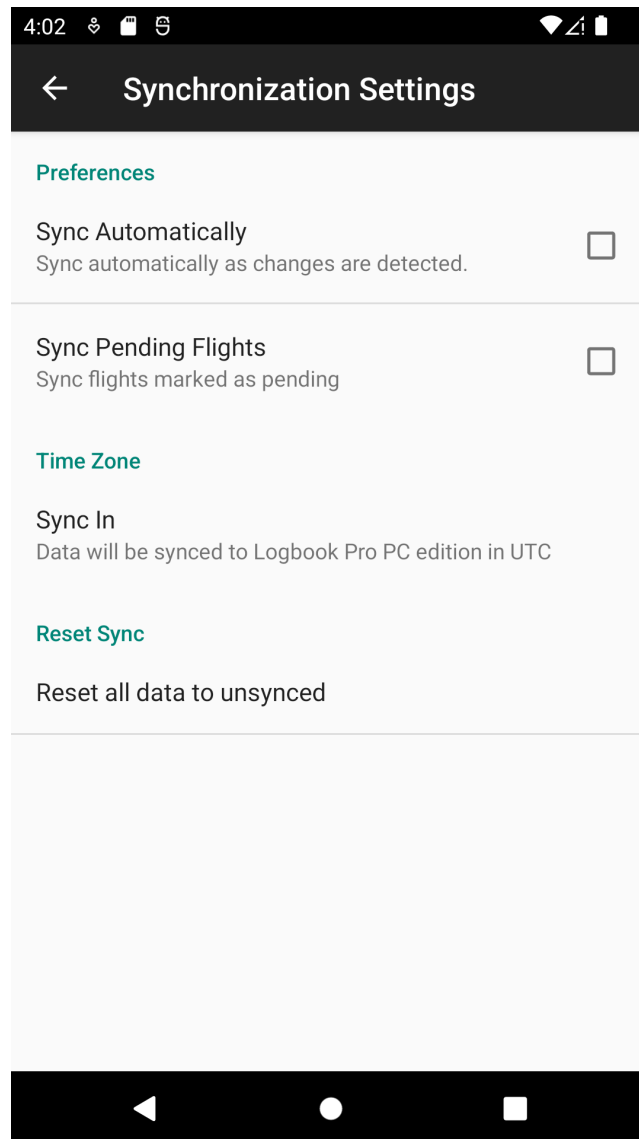 4:02
Synchronization Settings
Preferences
Sync Automatically
Sync automatically as changes are detected.
Sync Pending Flights
Sync flights marked as pending
Time Zone
Sync In
Data will be synced to Logbook Pro PC edition in UTC
Reset Sync
Reset all data to unsynced